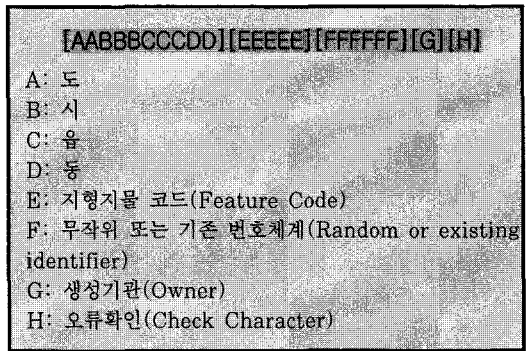 [AABBBCCCDD][EEEEE][FFFFFF][G][H]
A: 도
B: 시
C: 읍
D: 동
E: 지형지물 코드(Feature Code)
F: 무작위 또는 기존 번호체계(Random or existing
identifier)
G: 생성기관(Owner)
H: 오류확인(Check Character)